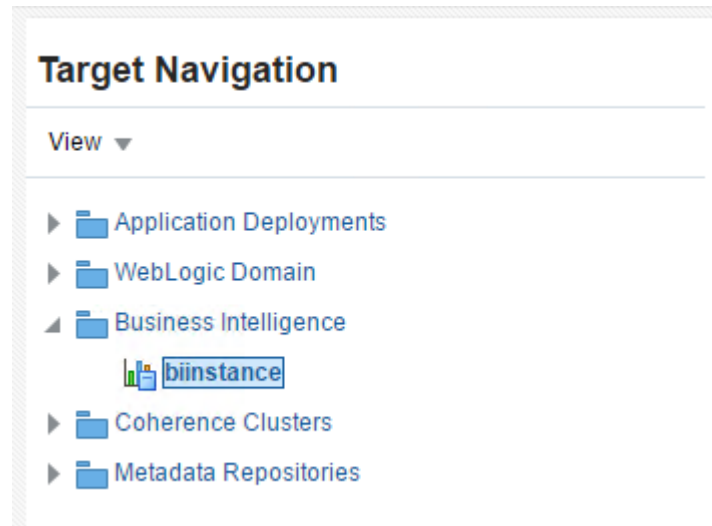 Target Navigation
View
Application Deployments
WebLogic Domain
Business Intelligence
biinstance
Coherence Clusters
Metadata Repositories